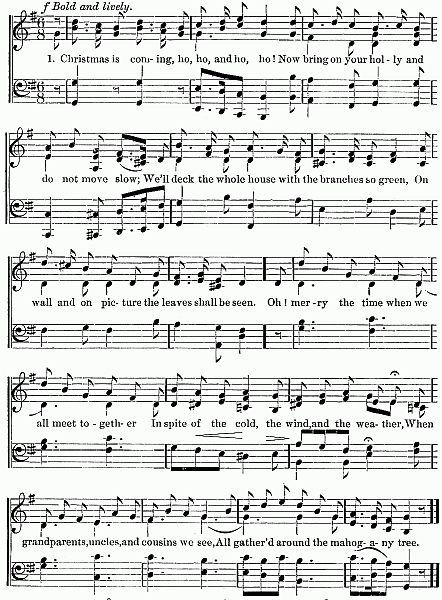 f Bold and lively.
1. Christmas is com-ing, ho, ho, and ho, ho! Now bring on your hol-ly and
do not move slow; We'll deck the whole house with the branches so green, On
wall and on pic-ture the leaves shall be seen. Oh! mer-ry the time when we
all meet to-geth-er In spite of the cold, the wind, and the wea-ther, When
grandparents, uncles, and cousins we see, All gather'd around the mahog-a-ny tree.